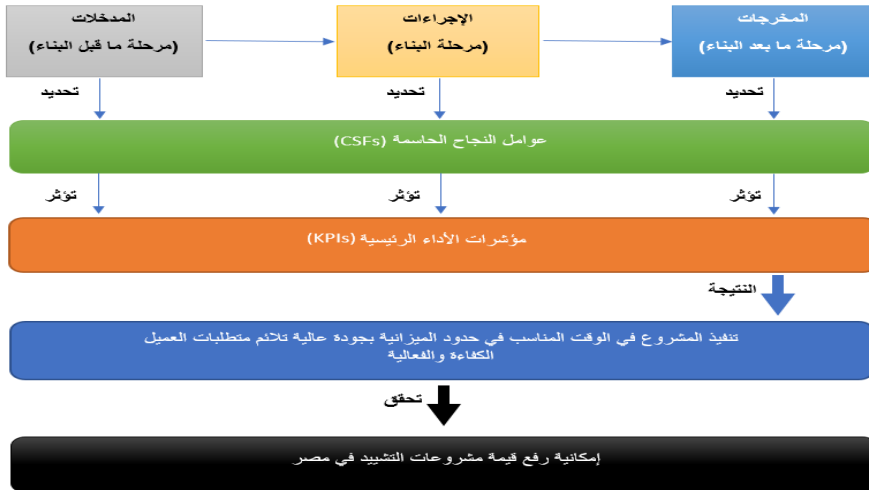 المدخلات
(مرحلة ما قبل البناء)
الإجراءات
(مرحلة البناء)
المخرجات
(مرحلة ما بعد البناء)
تحديد
تحديد
تحديد
عوامل النجاح الحاسمة (CSFs)
تؤثر
تؤثر
تؤثر
مؤشرات الأداء الرئيسية (KPIs)
النتيجة
تنفيذ المشروع في الوقت المناسب في حدود الميزانية بجودة عالية تلائم متطلبات العميل
الكفاءة والفعالية
تحقق
إمكانية رفع قيمة مشروعات التشييد في مصر